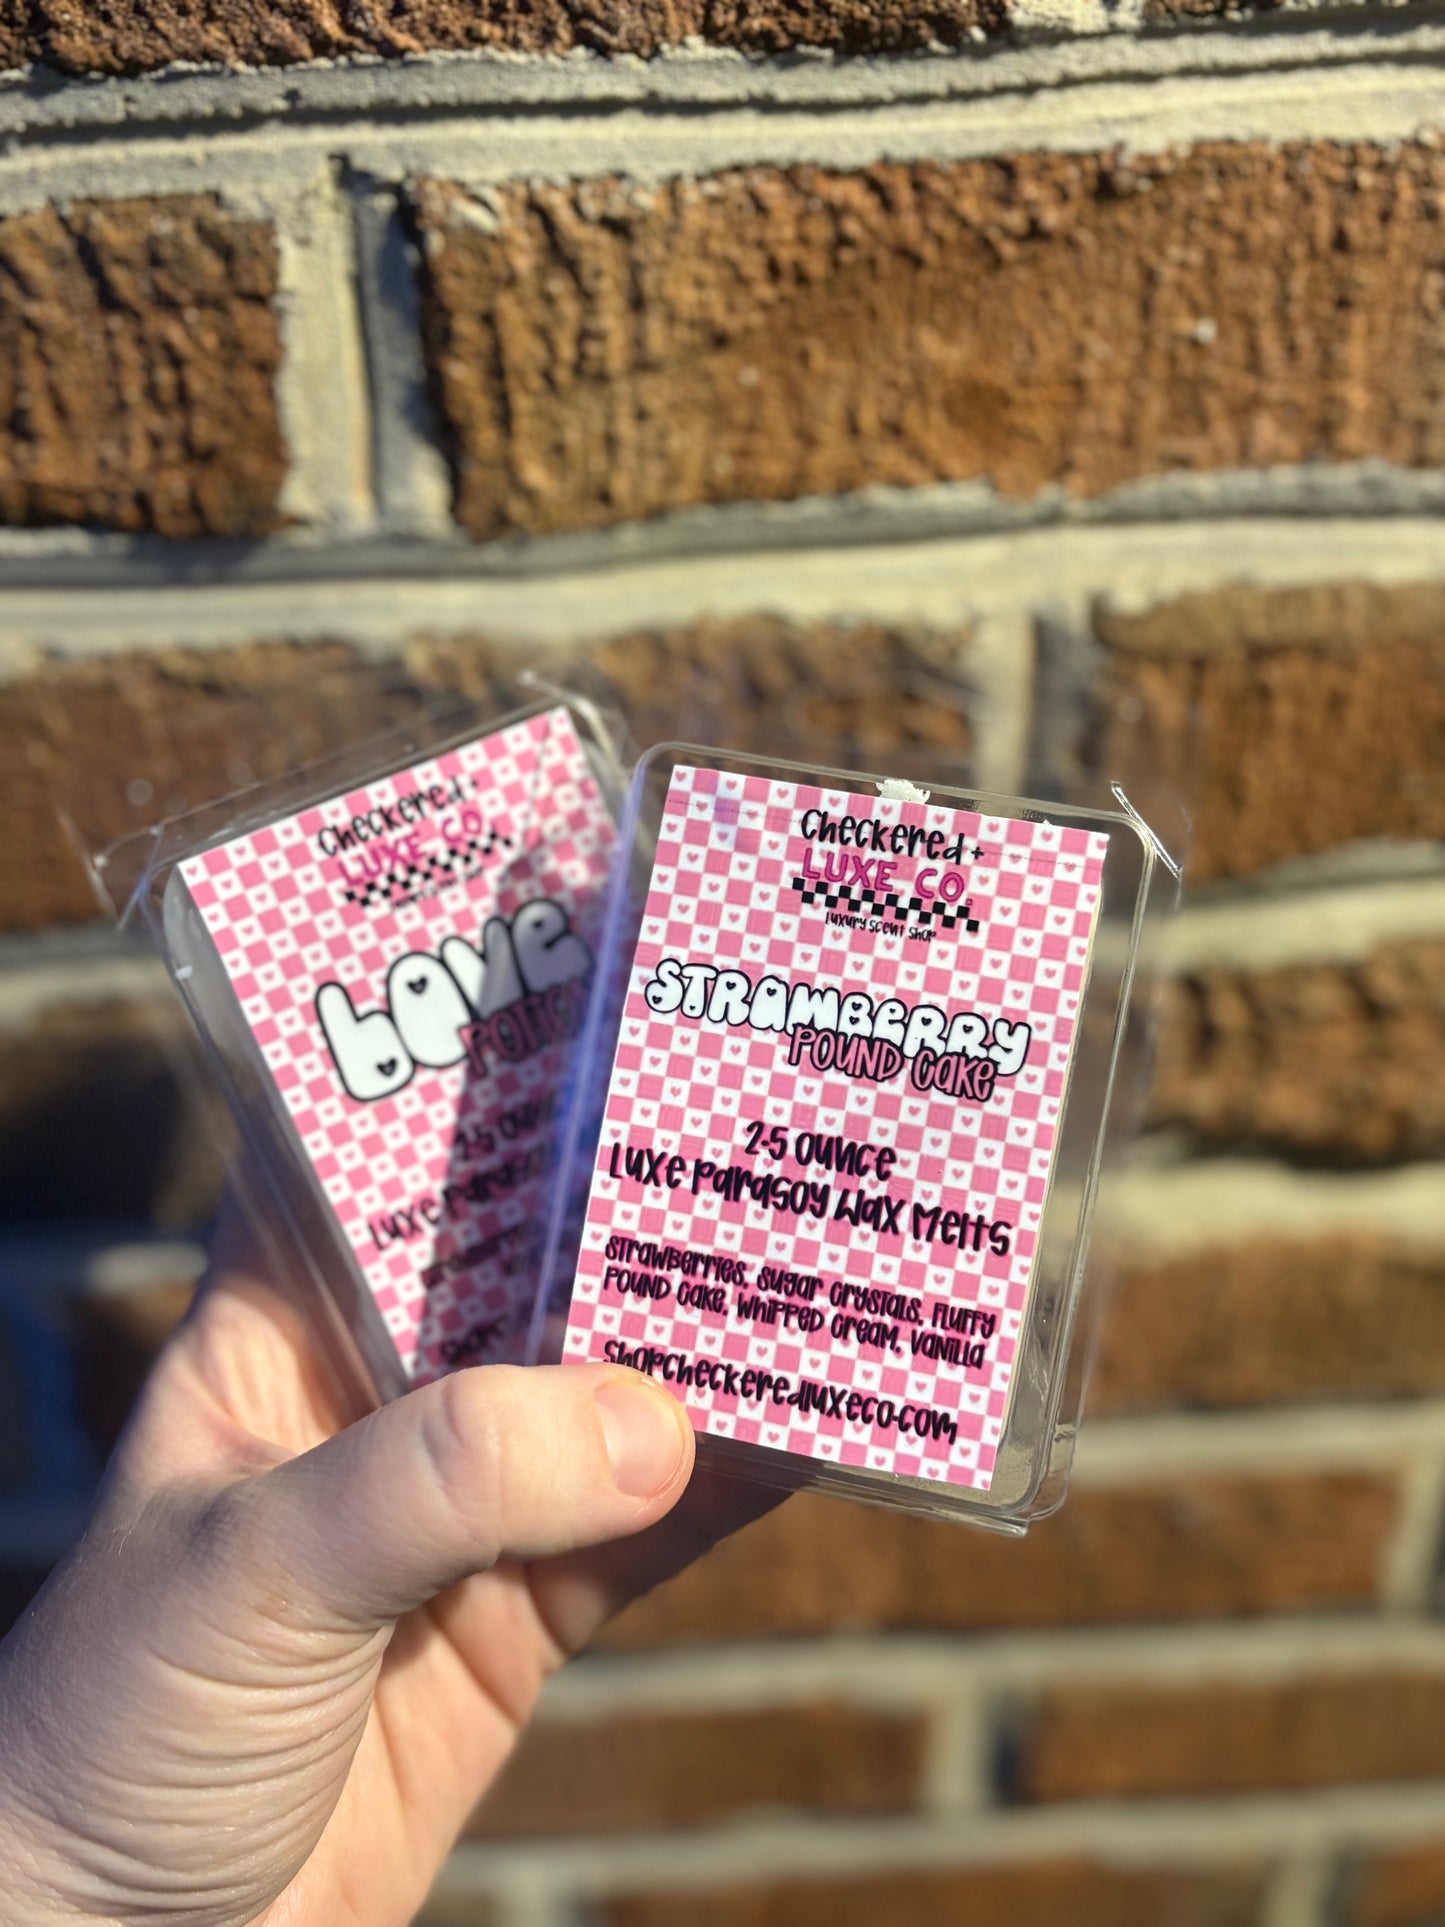 Checkered +
LUXE CO.
LOVE
POTION
2.5 OUNCE
LUXE Parasoy
Checkered +
LUXE CO.
Luxury Scent Shop
STRAWBERRY
POUND Cake
2.5 OUNCE
LUXE Parasoy Wax Melts
Strawberries, Sugar Crystals, Fluffy
Pound Cake, Whipped Cream, Vanilla
shopcheckeredluxeco.com